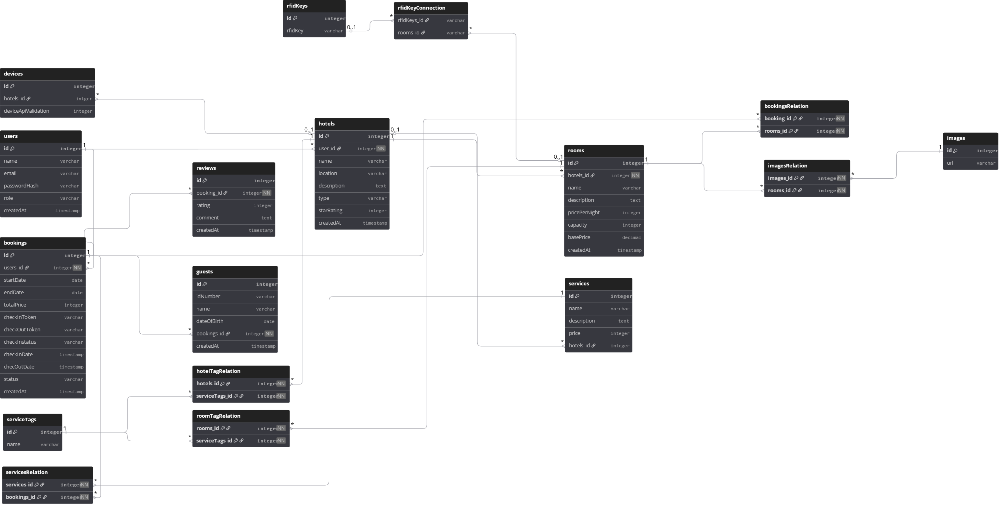 rfidKeys
id integer
rfidKey varchar
0..1
*
rfidKeyConnection
rfidKeys_id varchar
rooms_id varchar
*
devices
id integer
hotels_id intger
deviceApiValidation integer
*
users
id integer
name varchar
email varchar
passwordHash varchar
role varchar
createdAt timestamp
1
reviews
id integer
booking_id integer NN
rating integer
comment text
createdAt timestamp
*
hotels
id integer
user_id integer NN
name varchar
location varchar
description text
type varchar
starRating integer
createdAt timestamp
0..1
1
*
0..1
1
rooms
id integer
hotels_id integer NN
name varchar
description text
pricePerNight integer
capacity integer
basePrice decimal
createdAt timestamp
0..1
1
*
1
bookingsRelation
booking_id integer NN
rooms_id integer NN
*
*
imagesRelation
images_id integer NN
rooms_id integer NN
*
*
images
id integer
url varchar
1
bookings
id integer
users_id integer NN
startDate date
endDate date
totalPrice integer
checkInToken varchar
checkOutToken varchar
checkInstatus varchar
checkInDate timestamp
checOutDate timestamp
status varchar
createdAt timestamp
1
*
guests
id integer
idNumber varchar
name varchar
dateOfBirth date
bookings_id integer NN
createdAt timestamp
*
services
id integer
name varchar
description text
price integer
hotels_id integer
1
*
hotelTagRelation
hotels_id integer NN
serviceTags_id integer NN
*
*
roomTagRelation
rooms_id integer NN
serviceTags_id integer NN
*
*
serviceTags
id integer
name varchar
1
servicesRelation
services_id integer NN
bookings_id integer NN
*
*